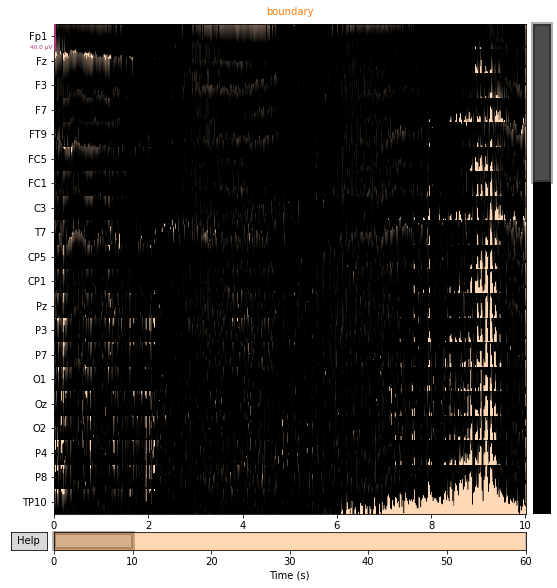 boundary
Fp1
40.0 µV
Fz
F3
F7
FT9
FC5
FC1
C3
T7
CP5
CP1
Pz
P3
P7
O1
Oz
O2
P4
P8
TP10
0 2 4 6 8 10
Help
0 10 20 30 40 50 60
Time (s)